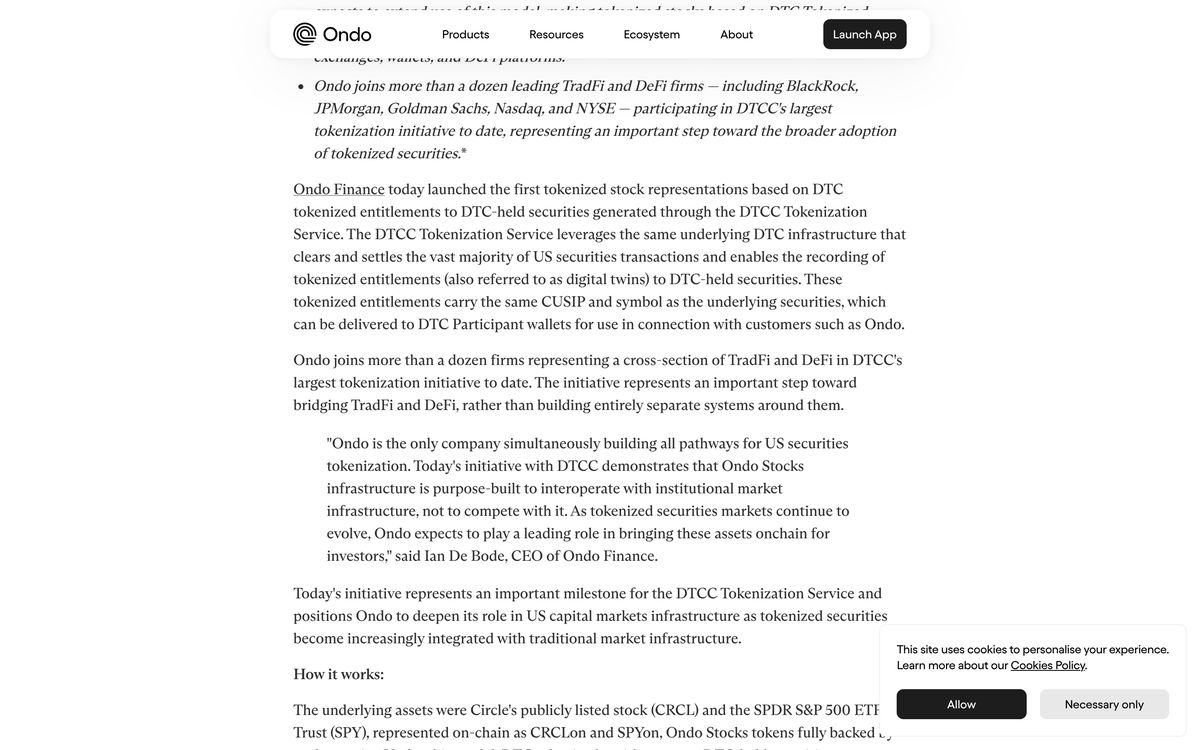 Ondo
Products
Resources
Ecosystem
About
Launch App
exchanges, wallets, and DeFi platforms.
• Ondo joins more than a dozen leading TradFi and DeFi firms — including BlackRock,
JPMorgan, Goldman Sachs, Nasdaq, and NYSE — participating in DTCC's largest
tokenization initiative to date, representing an important step toward the broader adoption
of tokenized securities.*
Ondo Finance today launched the first tokenized stock representations based on DTC
tokenized entitlements to DTC-held securities generated through the DTCC Tokenization
Service. The DTCC Tokenization Service leverages the same underlying DTC infrastructure that
clears and settles the vast majority of US securities transactions and enables the recording of
tokenized entitlements (also referred to as digital twins) to DTC-held securities. These
tokenized entitlements carry the same CUSIP and symbol as the underlying securities, which
can be delivered to DTC Participant wallets for use in connection with customers such as Ondo.
Ondo joins more than a dozen firms representing a cross-section of TradFi and DeFi in DTCC's
largest tokenization initiative to date. The initiative represents an important step toward
bridging TradFi and DeFi, rather than building entirely separate systems around them.
"Ondo is the only company simultaneously building all pathways for US securities
tokenization. Today's initiative with DTCC demonstrates that Ondo Stocks
infrastructure is purpose-built to interoperate with institutional market
infrastructure, not to compete with it. As tokenized securities markets continue to
evolve, Ondo expects to play a leading role in bringing these assets onchain for
investors," said Ian De Bode, CEO of Ondo Finance.
Today's initiative represents an important milestone for the DTCC Tokenization Service and
positions Ondo to deepen its role in US capital markets infrastructure as tokenized securities
become increasingly integrated with traditional market infrastructure.
How it works:
The underlying assets were Circle's publicly listed stock (CRCL) and the SPDR S&P 500 ETF
Trust (SPY), represented on-chain as CRCLon and SPYon, Ondo Stocks tokens fully backed
This site uses cookies to personalise your experience.
Learn more about our Cookies Policy.
Allow
Necessary only